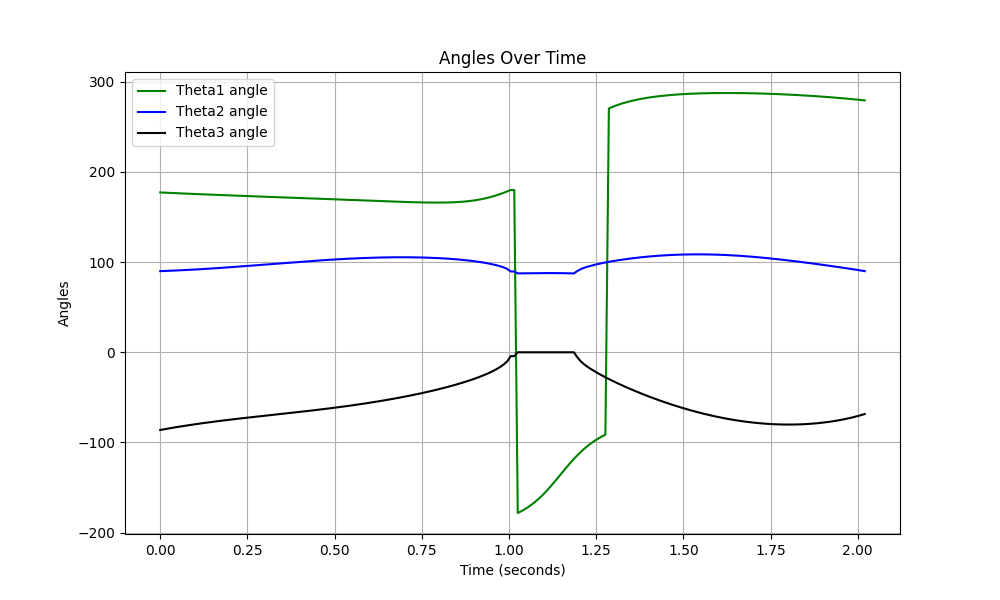 Angles Over Time
Theta1 angle
Theta2 angle
Theta3 angle
300
200
100
0
−100
−200
Angles
0.00 0.25 0.50 0.75 1.00 1.25 1.50 1.75 2.00
Time (seconds)